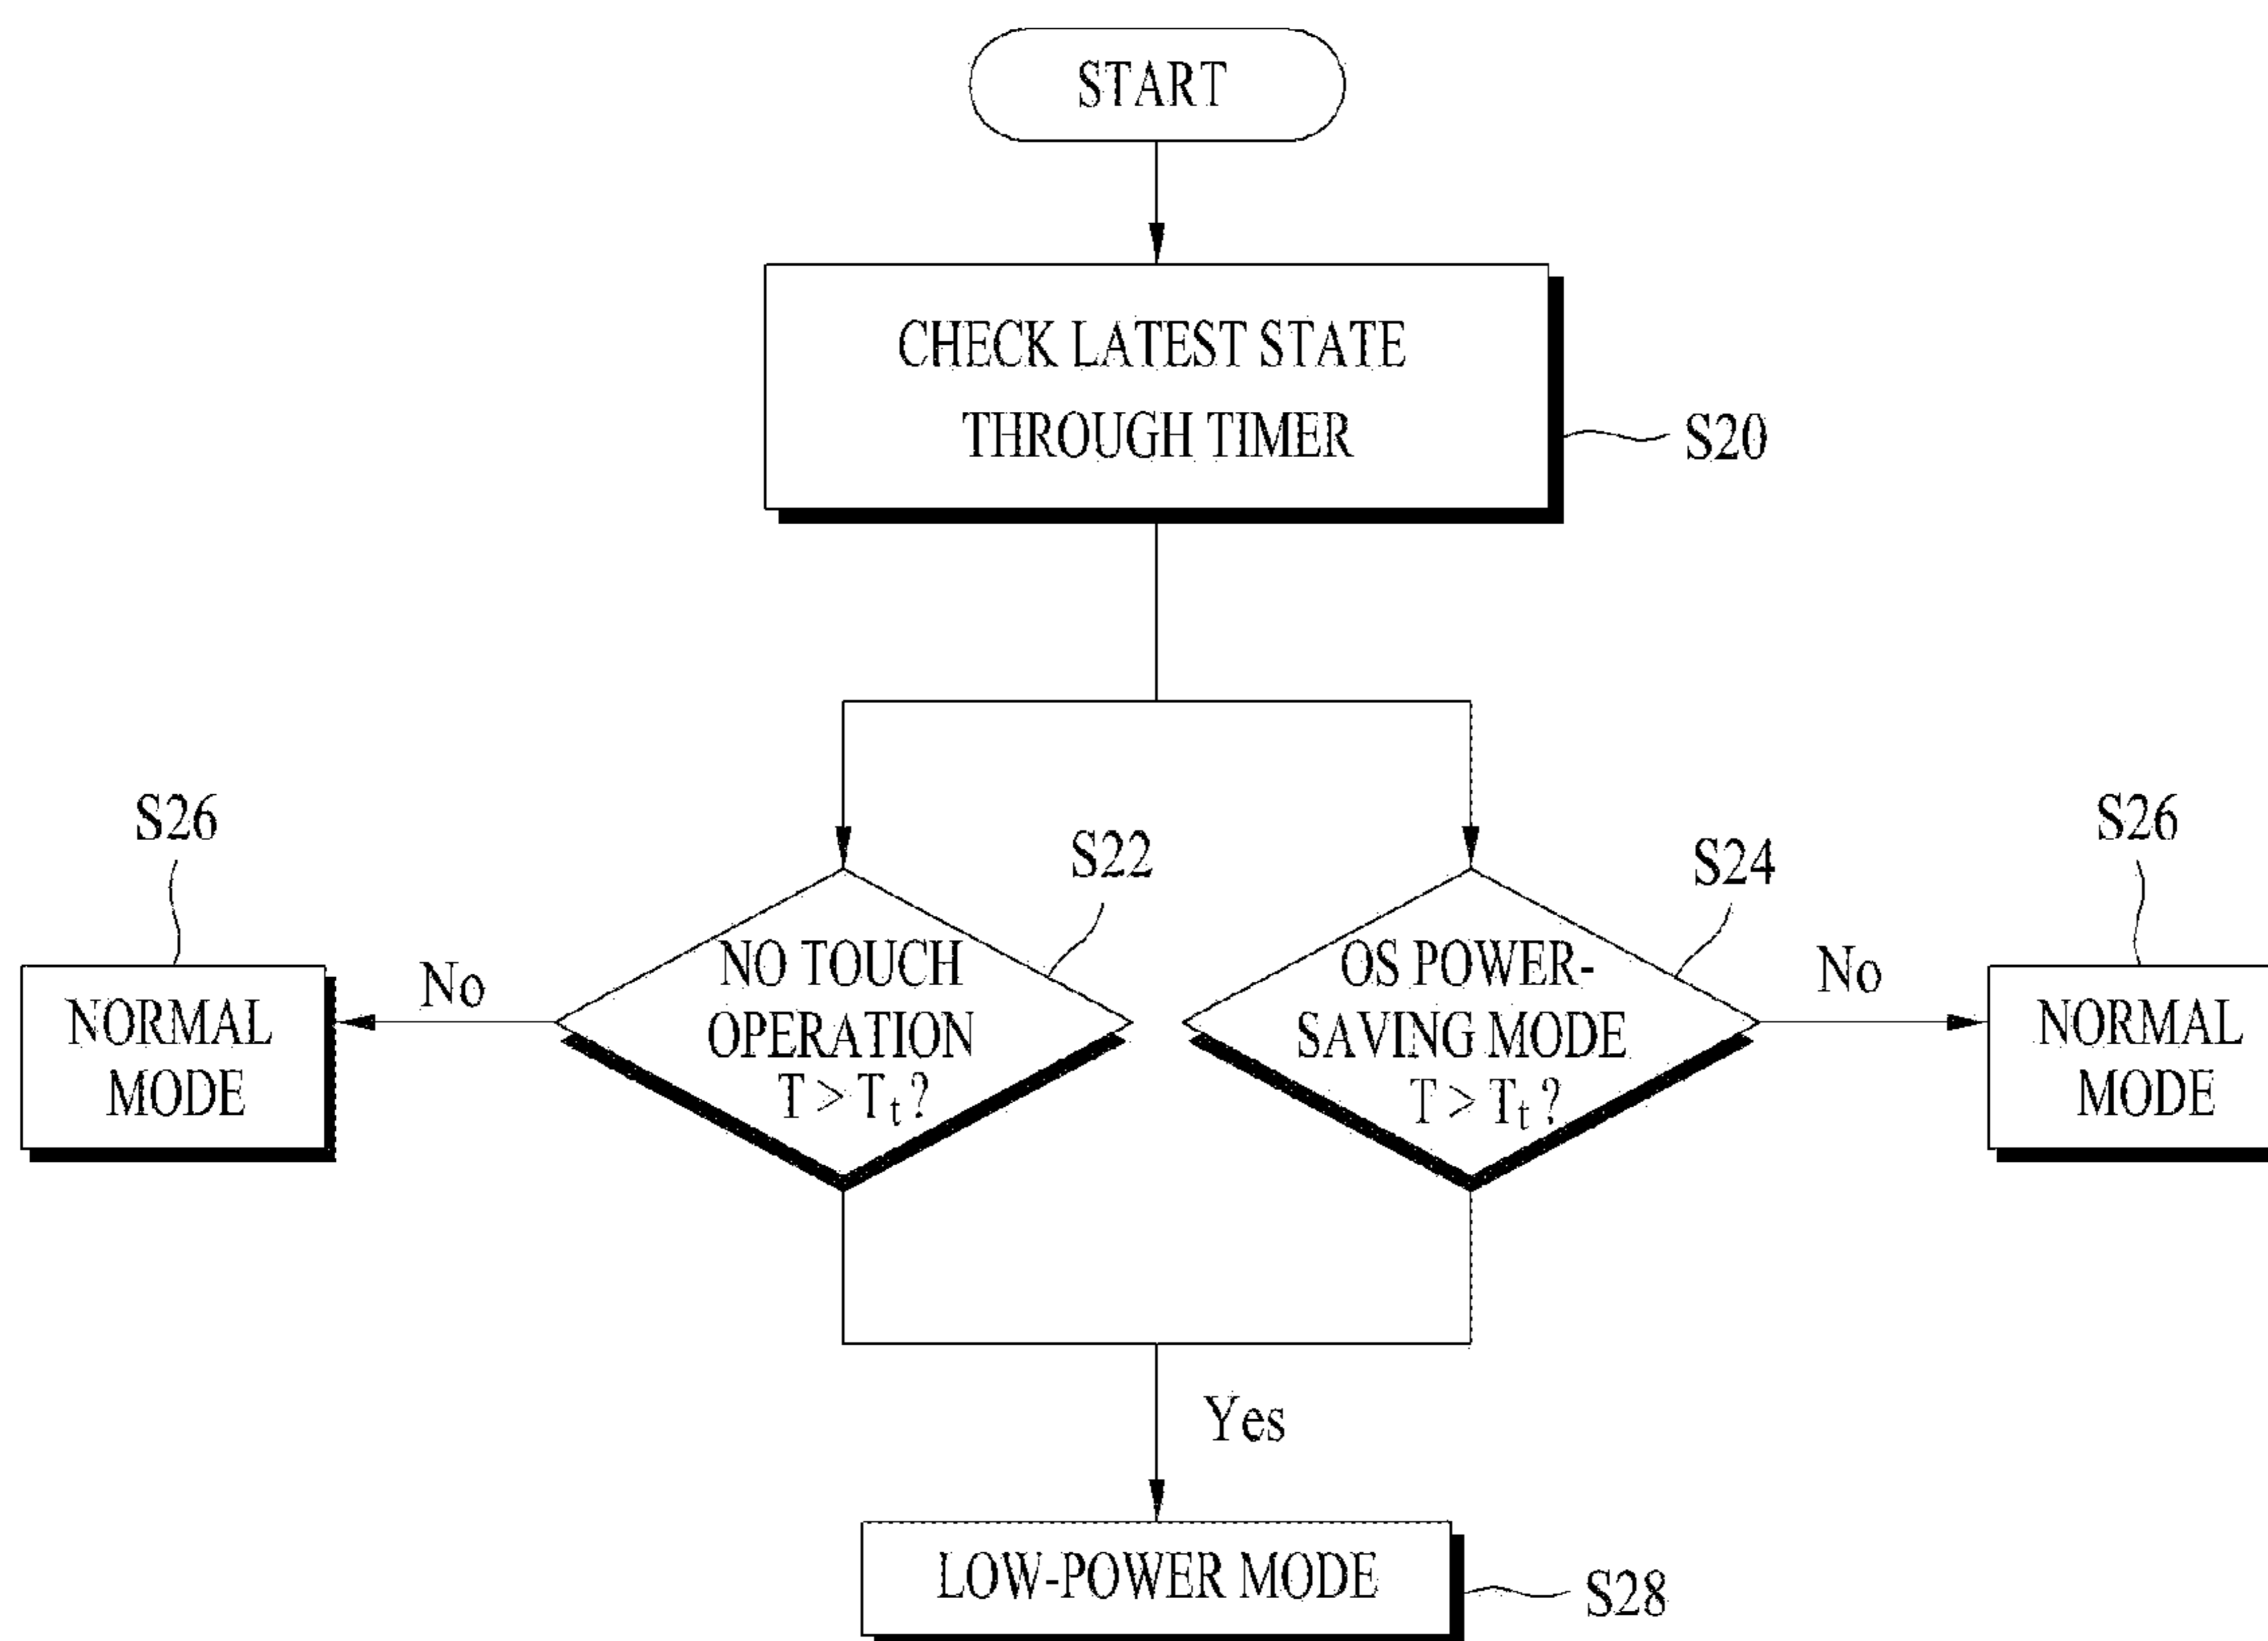 START
CHECK LATEST STATE
THROUGH TIMER
S20
S26
S22
S24
S26
NORMAL
MODE
No
NO TOUCH
OPERATION
T > Tt ?
OS POWER-
SAVING MODE
T > Tt ?
No
NORMAL
MODE
Yes
LOW-POWER MODE
S28